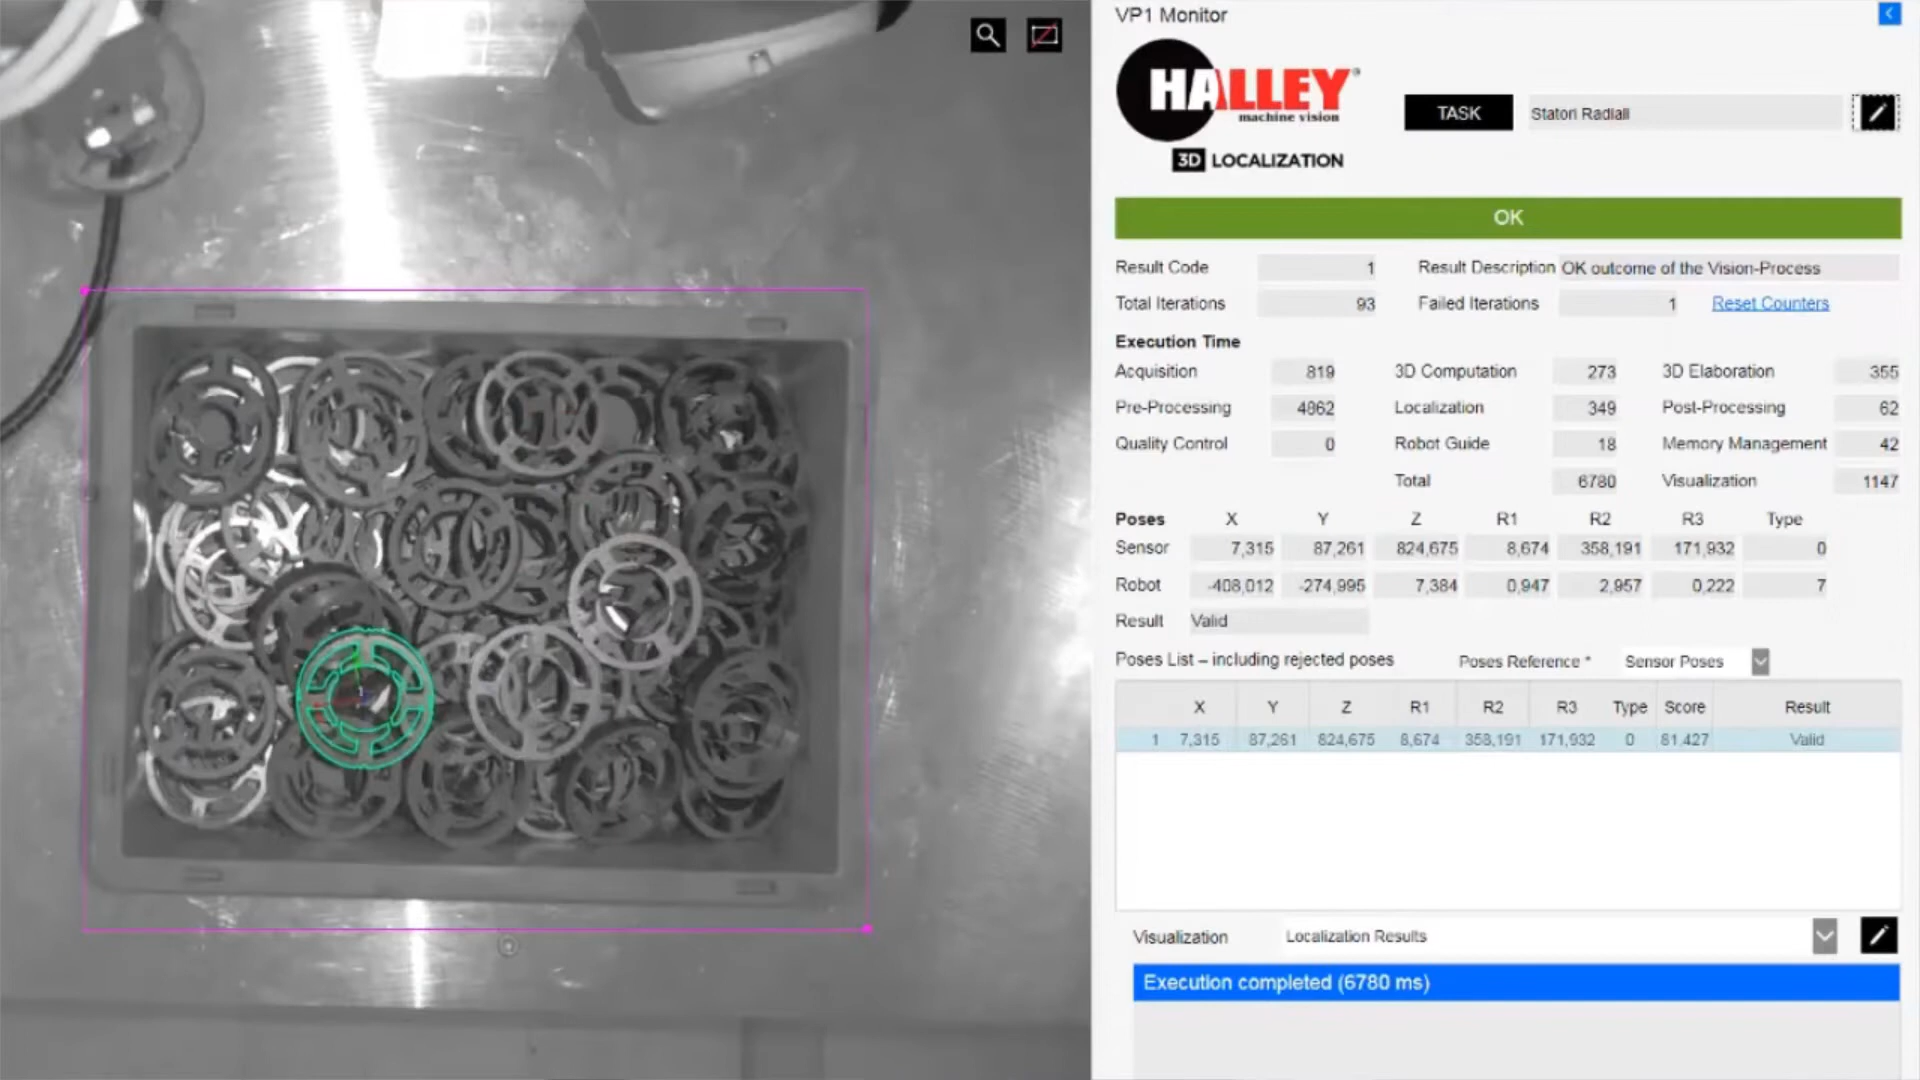 VP1 Monitor
HALLEY
machine vision
3D LOCALIZATION
TASK Statori Radiall
OK
Result Code 1 Result Description OK outcome of the Vision-Process
Total Iterations 93 Failed Iterations 1 Reset Counters
Execution Time
Acquisition 819 3D Computation 273 3D Elaboration 355
Pre-Processing 4862 Localization 349 Post-Processing 62
Quality Control 0 Robot Guide 18 Memory Management 42
Total 6780 Visualization 1147
Poses X Y Z R1 R2 R3 Type
Sensor 7,315 87,261 824,675 8,674 358,191 171,932 0
Robot -408,012 -274,995 7,384 0,947 2,957 0,222 7
Result Valid
Poses List – including rejected poses Poses Reference * Sensor Poses
X Y Z R1 R2 R3 Type Score Result
1 7,315 87,261 824,675 8,674 358,191 171,932 0 81,427 Valid
Visualization Localization Results
Execution completed (6780 ms)